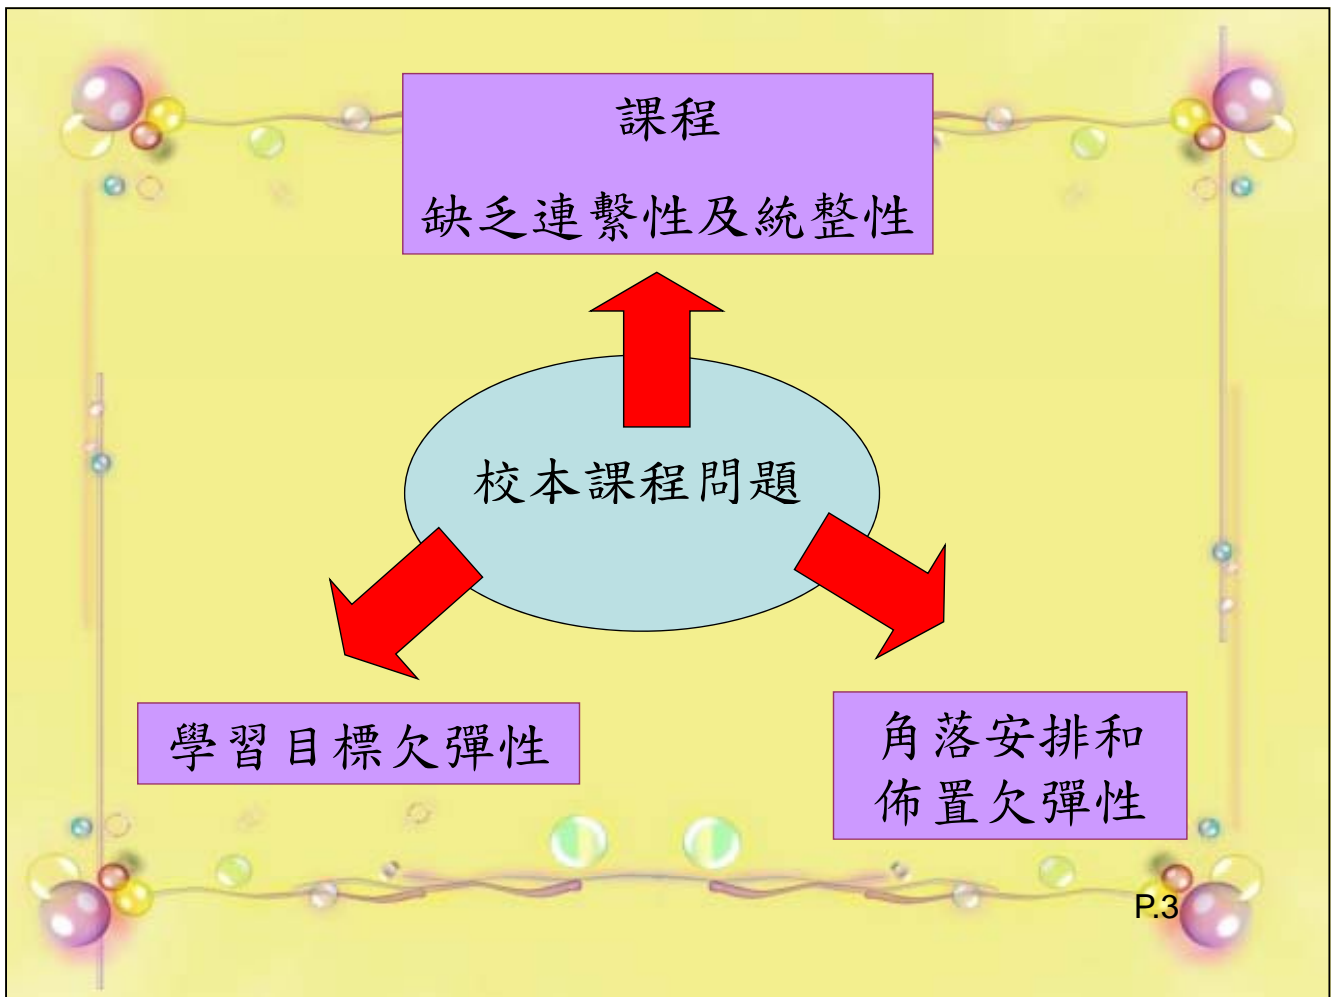 課程
缺乏連繫性及統整性
校本課程問題
學習目標欠彈性
角落安排和
佈置欠彈性
P.3